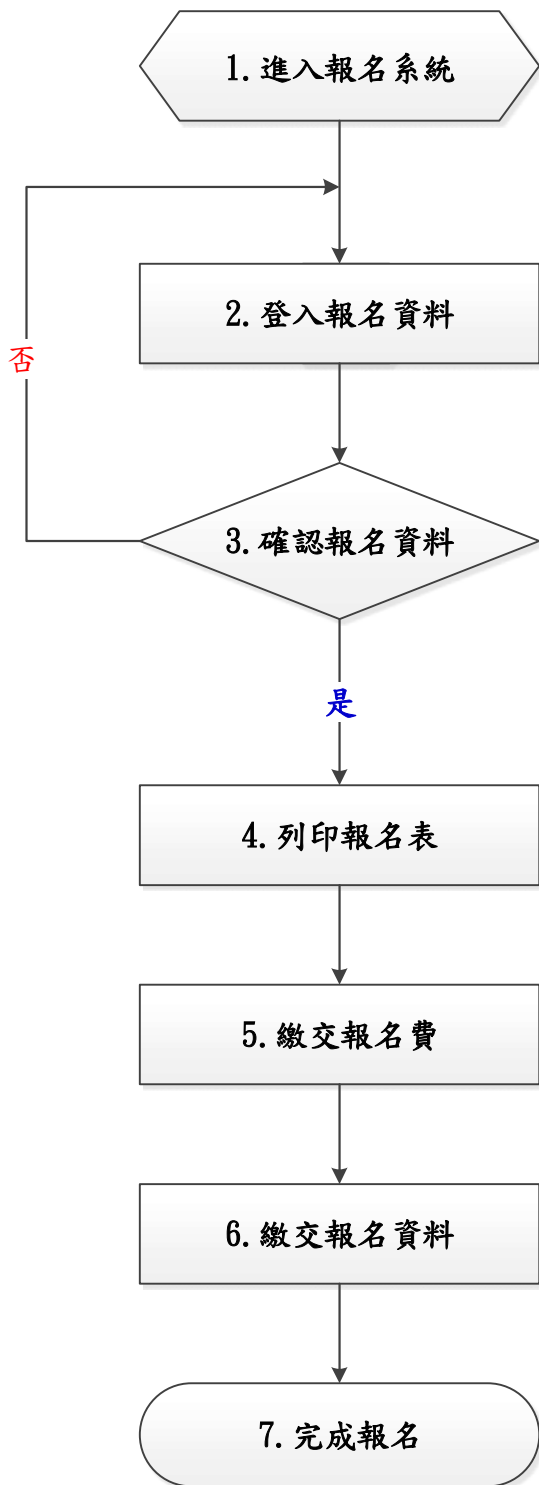 1. 進入報名系統
2. 登入報名資料
否
3. 確認報名資料
是
4. 列印報名表
5. 繳交報名費
6. 繳交報名資料
7. 完成報名